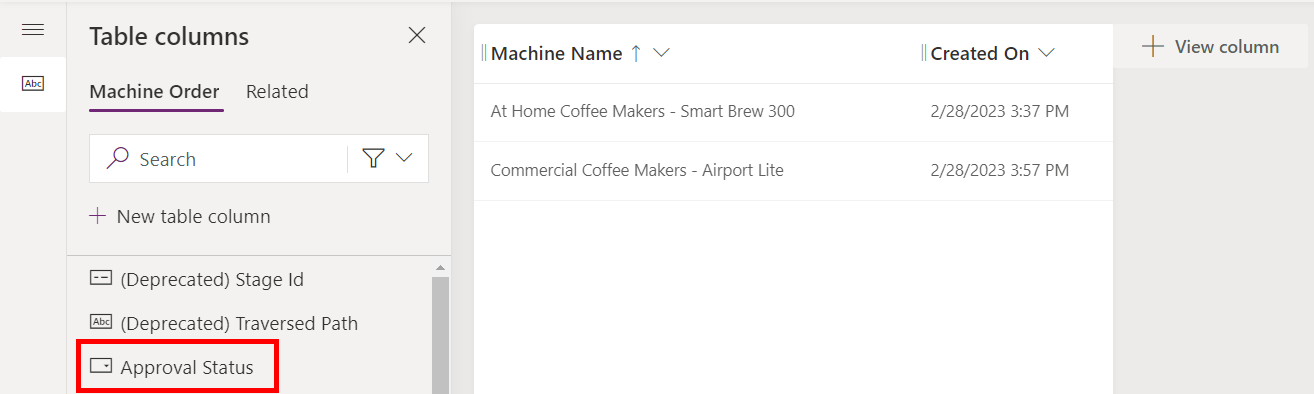 Table columns
Machine Order Related
Search
New table column
Abc
(Deprecated) Stage Id
Abc (Deprecated) Traversed Path
Approval Status
Machine Name Created On
At Home Coffee Makers - Smart Brew 300 2/28/2023 3:37 PM
Commercial Coffee Makers - Airport Lite 2/28/2023 3:57 PM
View column